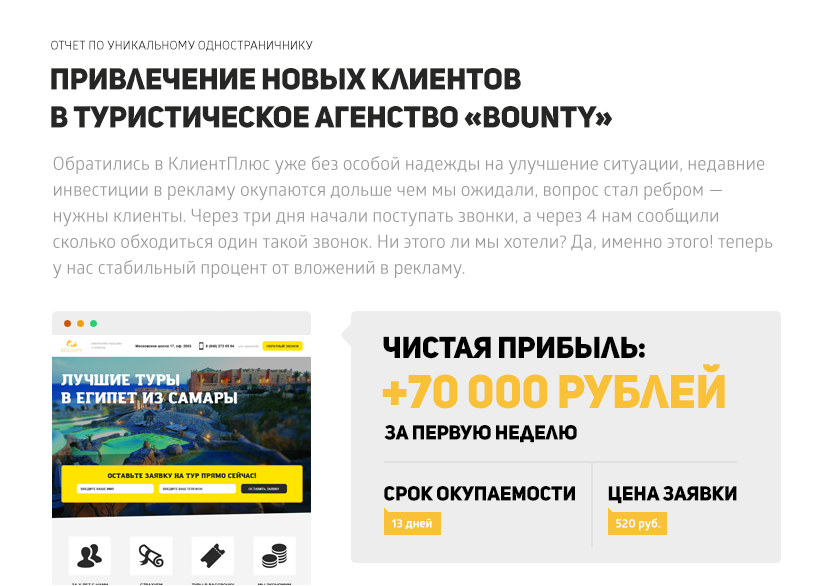 ОТЧЕТ ПО УНИКАЛЬНОМУ ОДНОСТРАНИЧНИКУ
ПРИВЛЕЧЕНИЕ НОВЫХ КЛИЕНТОВ
В ТУРИСТИЧЕСКОЕ АГЕНСТВО «BOUNTY»
Обратились в КлиентПлюс уже без особой надежды на улучшение ситуации, недавние
инвестиции в рекламу окупаются дольше чем мы ожидали, вопрос стал ребром —
нужны клиенты. Через три дня начали поступать звонки, а через 4 нам сообщили
сколько обходиться один такой звонок. Ни этого ли мы хотели? Да, именно этого! теперь
у нас стабильный процент от вложений в рекламу.
BOUNTY
Московское шоссе 17, оф. 2003
ОБРАТНЫЙ ЗВОНОК
ЛУЧШИЕ ТУРЫ
В ЕГИПЕТ ИЗ САМАРЫ
ОСТАВЬТЕ ЗАЯВКУ НА ТУР ПРЯМО СЕЙЧАС!
ВВЕДИТЕ ВАШЕ ИМЯ
ВВЕДИТЕ ВАШ ТЕЛЕФОН
ОСТАВИТЬ ЗАЯВКУ
ЧИСТАЯ ПРИБЫЛЬ:
+70 000 РУБЛЕЙ
ЗА ПЕРВУЮ НЕДЕЛЮ
СРОК ОКУПАЕМОСТИ
13 дней
ЦЕНА ЗАЯВКИ
520 руб.